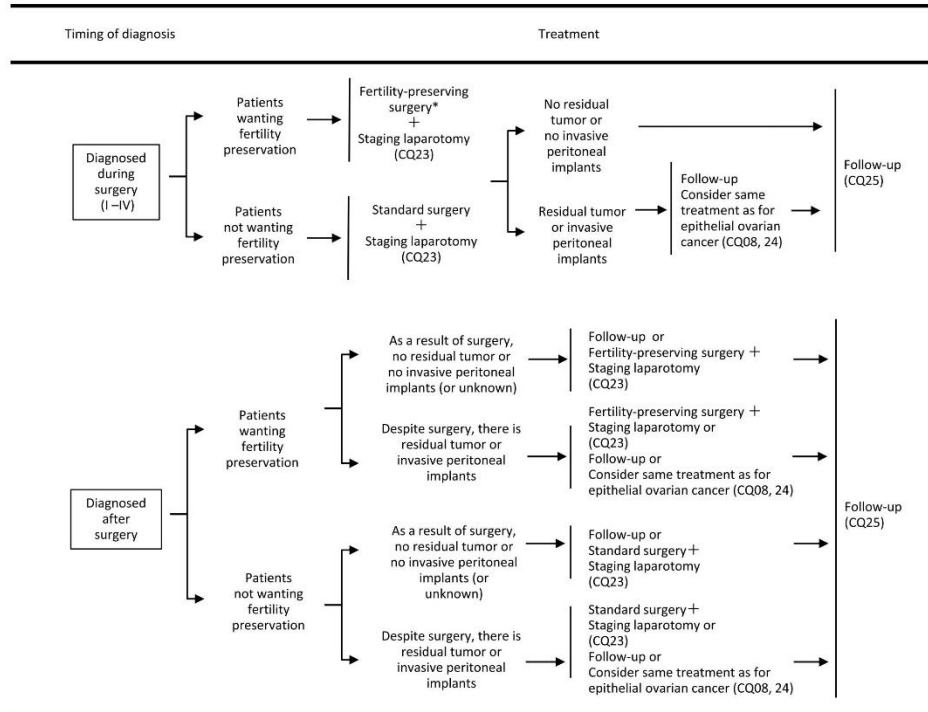 Timing of diagnosis
Treatment
Diagnosed
during
surgery
(I –IV)
Patients
wanting
fertility
preservation
Fertility-preserving
surgery*
+
Staging laparotomy
(CQ23)
Patients
not wanting
fertility
preservation
Standard surgery
+
Staging laparotomy
(CQ23)
No residual
tumor or
no invasive
peritoneal
implants
Residual tumor
or invasive
peritoneal
implants
Follow-up
Consider same
treatment as for
epithelial ovarian
cancer (CQ08, 24)
Follow-up
(CQ25)
Diagnosed
after
surgery
Patients
wanting
fertility
preservation
As a result of surgery,
no residual tumor or
no invasive peritoneal
implants (or unknown)
Follow-up or
Fertility-preserving surgery +
Staging laparotomy
(CQ23)
Despite surgery, there is
residual tumor or
invasive peritoneal
implants
Fertility-preserving surgery +
Staging laparotomy or
(CQ23)
Follow-up or
Consider same treatment as for
epithelial ovarian cancer (CQ08, 24)
Patients
not wanting
fertility
preservation
As a result of surgery,
no residual tumor or
no invasive peritoneal
implants (or
unknown)
Follow-up or
Standard surgery+
Staging laparotomy
(CQ23)
Despite surgery, there is
residual tumor or
invasive peritoneal
implants
Standard surgery+
Staging laparotomy or
(CQ23)
Follow-up or
Consider same treatment as for
epithelial ovarian cancer (CQ08, 24)
Follow-up
(CQ25)